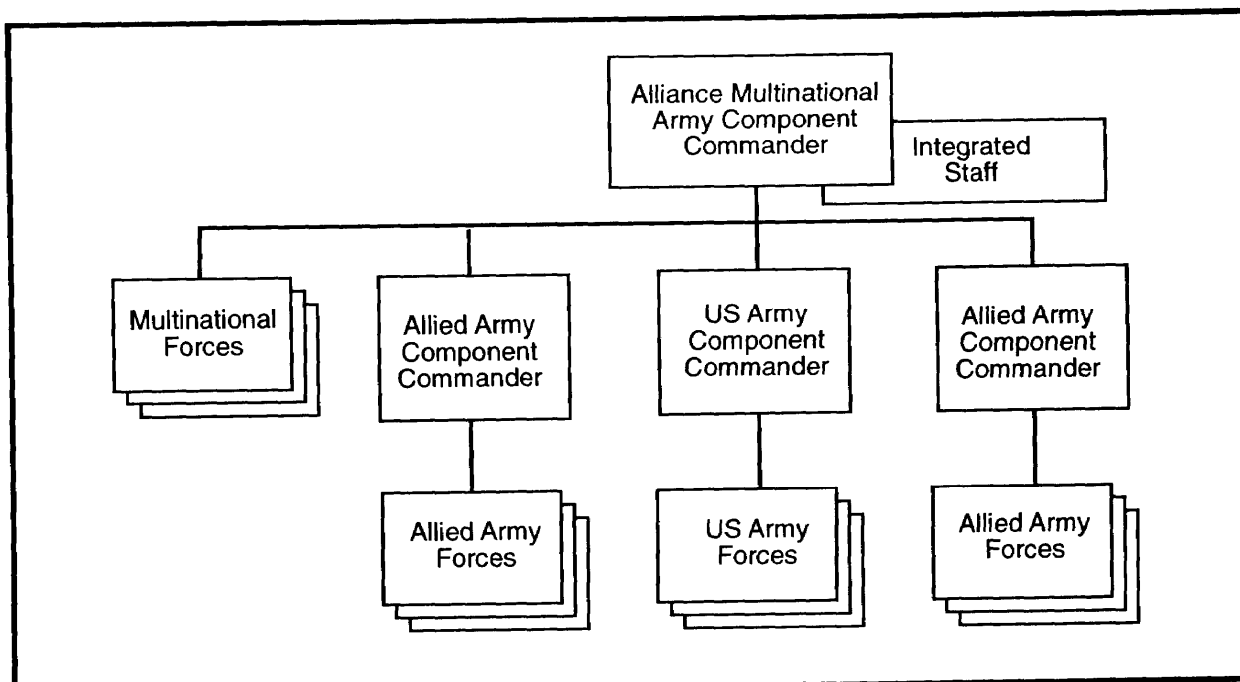 Alliance Multinational
Army Component
Commander
Integrated
Staff
Multinational
Forces
Allied Army
Component
Commander
US Army
Component
Commander
Allied Army
Component
Commander
Allied Army
Forces
US Army
Forces
Allied Army
Forces